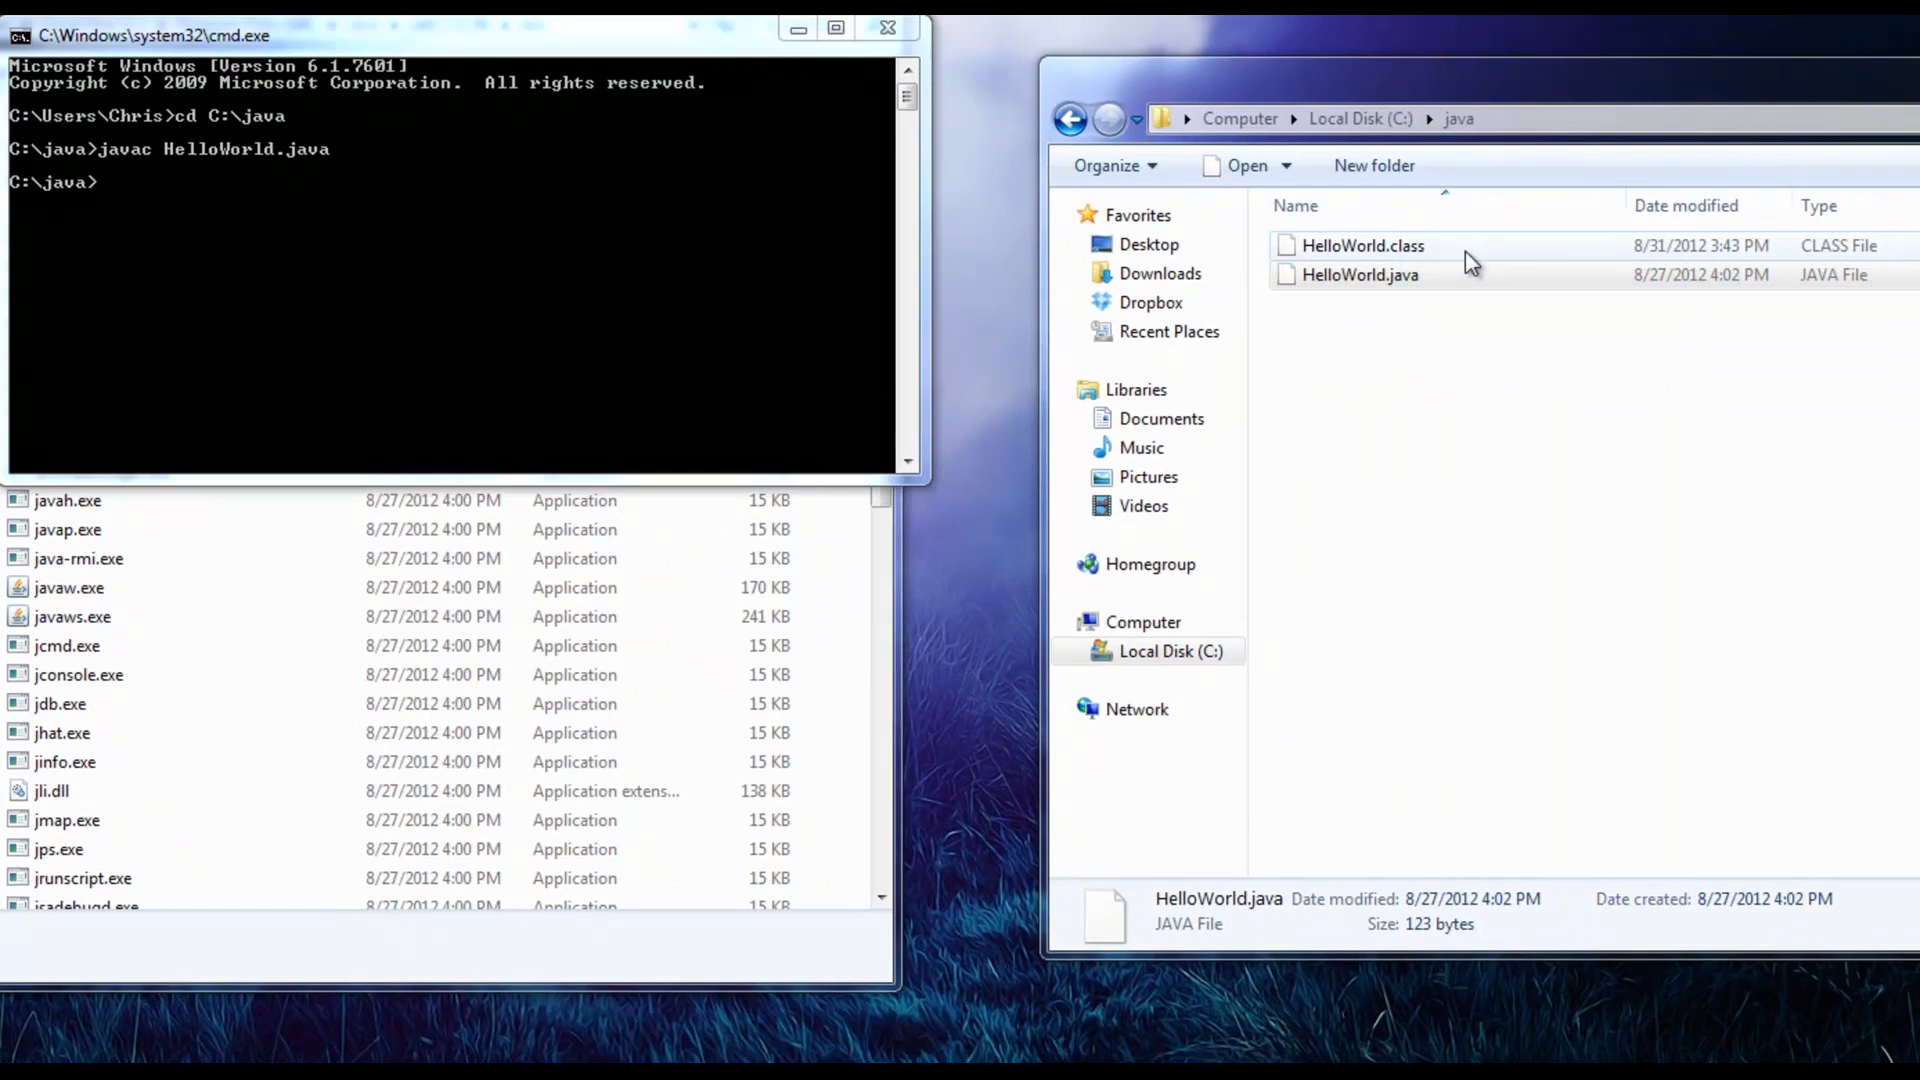 C:\Windows\system32\cmd.exe
Microsoft Windows [Version 6.1.7601]
Copyright (c) 2009 Microsoft Corporation.  All rights reserved.
C:\Users\Chris>cd C:\java
C:\java>javac HelloWorld.java
C:\java>
javah.exe 8/27/2012 4:00 PM Application 15 KB
javap.exe 8/27/2012 4:00 PM Application 15 KB
java-rmi.exe 8/27/2012 4:00 PM Application 15 KB
javaw.exe 8/27/2012 4:00 PM Application 170 KB
javaws.exe 8/27/2012 4:00 PM Application 241 KB
jcmd.exe 8/27/2012 4:00 PM Application 15 KB
jconsole.exe 8/27/2012 4:00 PM Application 15 KB
jdb.exe 8/27/2012 4:00 PM Application 15 KB
jhat.exe 8/27/2012 4:00 PM Application 15 KB
jinfo.exe 8/27/2012 4:00 PM Application 15 KB
jli.dll 8/27/2012 4:00 PM Application extens... 138 KB
jmap.exe 8/27/2012 4:00 PM Application 15 KB
jps.exe 8/27/2012 4:00 PM Application 15 KB
jrunscript.exe 8/27/2012 4:00 PM Application 15 KB
jsadebugd.exe 8/27/2012 4:00 PM Application 15 KB
Computer Local Disk (C:) java
Organize Open New folder
Name Date modified Type
HelloWorld.class 8/31/2012 3:43 PM CLASS File
HelloWorld.java 8/27/2012 4:02 PM JAVA File
Favorites
Desktop
Downloads
Dropbox
Recent Places
Libraries
Documents
Music
Pictures
Videos
Homegroup
Computer
Local Disk (C:)
Network
HelloWorld.java Date modified: 8/27/2012 4:02 PM Date created: 8/27/2012 4:02 PM
JAVA File Size: 123 bytes